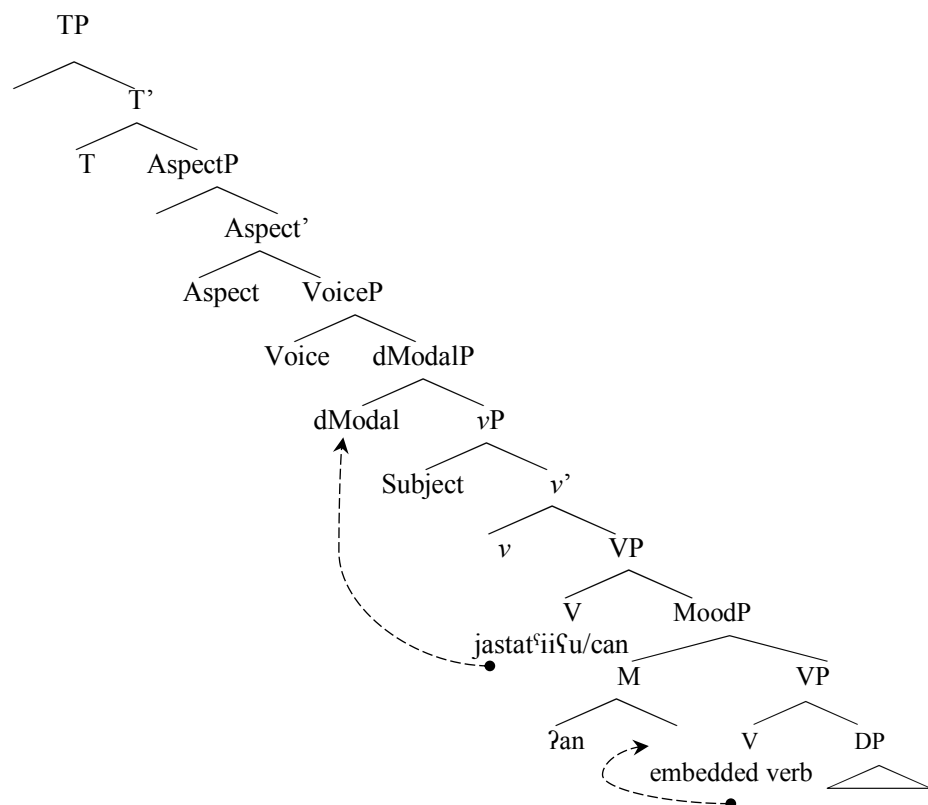 TP
T’
T AspectP
Aspect’
Aspect VoiceP
Voice dModalP
dModal vP
Subject v’
v VP
V MoodP
jastatˤiiʕu/can
M VP
ʔan V DP
embedded verb